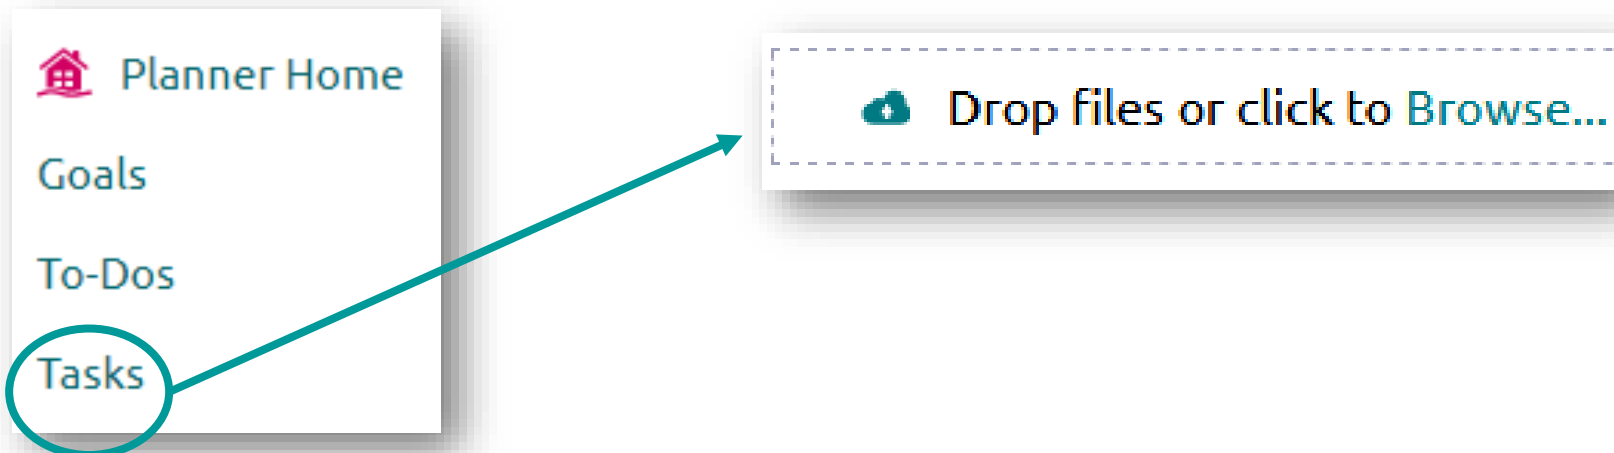 Planner Home
Goals
To-Dos
Tasks
Drop files or click to Browse...